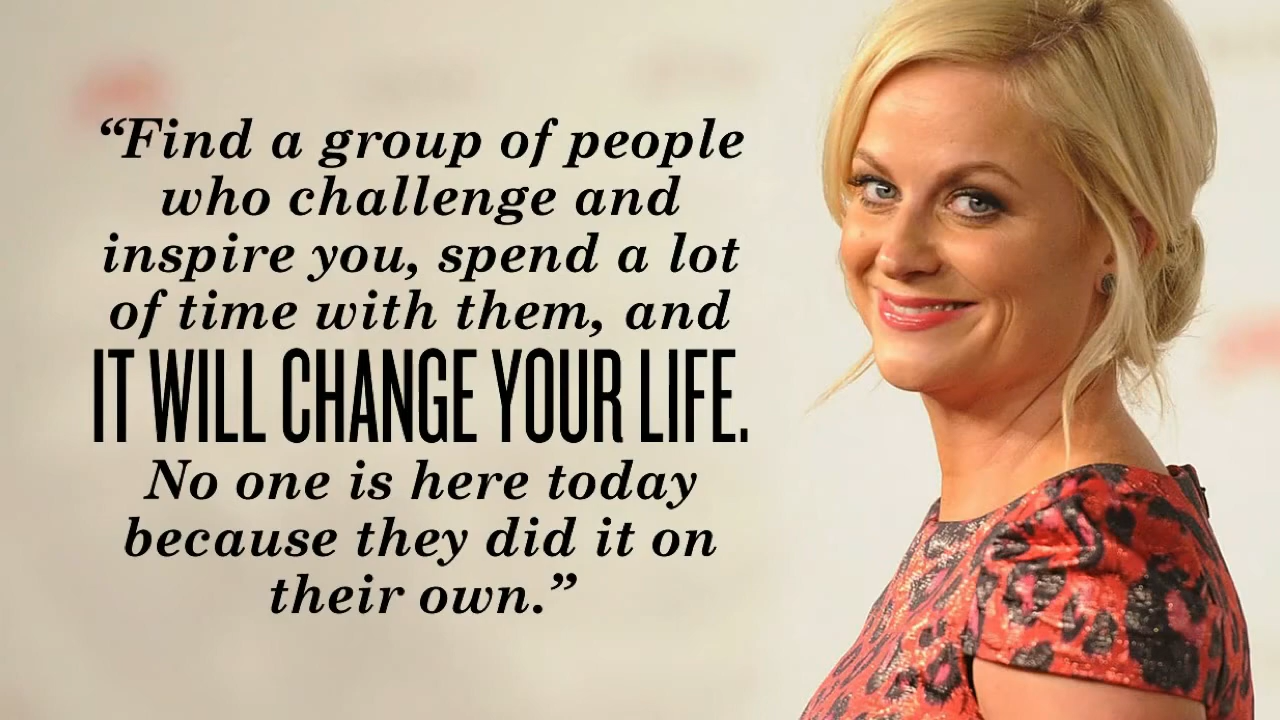 “Find a group of people
who challenge and
inspire you, spend a lot
of time with them, and
IT WILL CHANGE YOUR LIFE.
No one is here today
because they did it on
their own.”